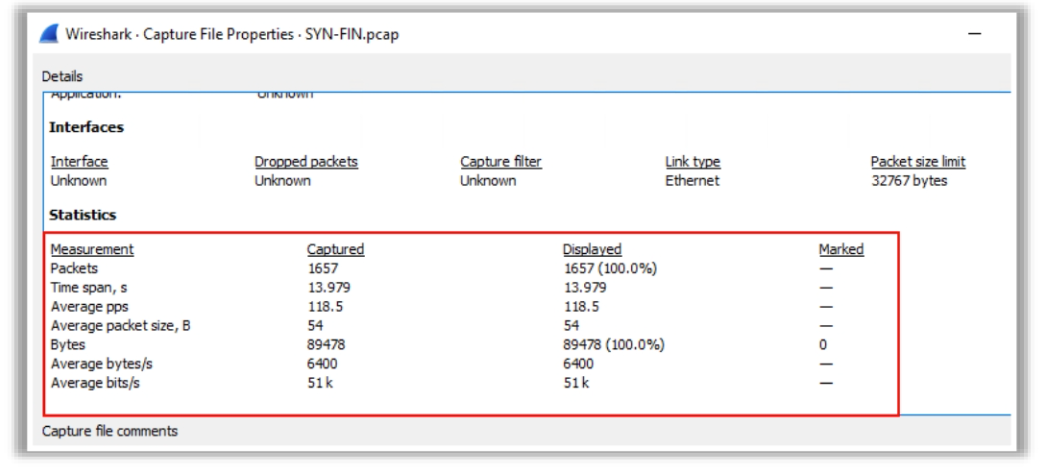 Wireshark · Capture File Properties · SYN-FIN.pcap
Details
Application: Unknown
Interfaces
Interface Dropped packets Capture filter Link type Packet size limit
Unknown Unknown Unknown Ethernet 32767 bytes
Statistics
Measurement Captured Displayed Marked
Packets 1657 1657 (100.0%) —
Time span, s 13.979 13.979 —
Average pps 118.5 118.5 —
Average packet size, B 54 54 —
Bytes 89478 89478 (100.0%) 0
Average bytes/s 6400 6400 —
Average bits/s 51 k 51 k —
Capture file comments